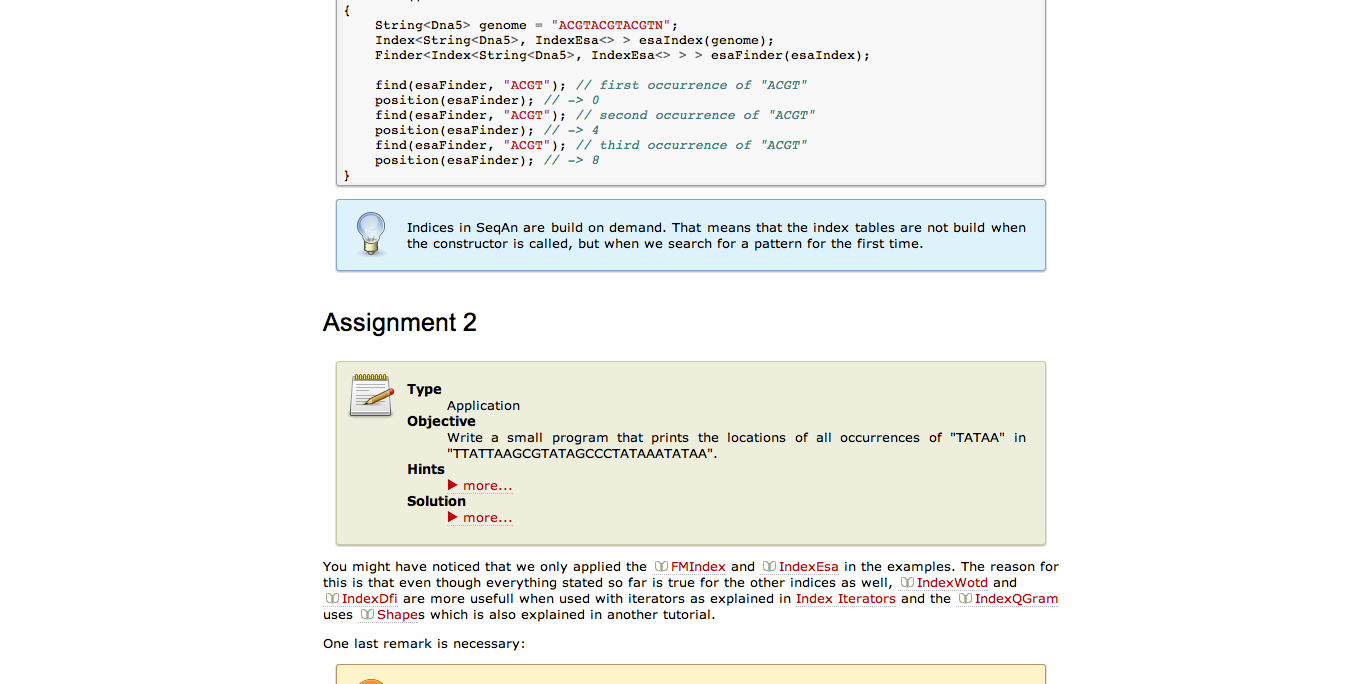 {
    String<Dna5> genome = "ACGTACGTACGTN";
    Index<String<Dna5>, IndexEsa<> > esaIndex(genome);
    Finder<Index<String<Dna5>, IndexEsa<> > > esaFinder(esaIndex);

    find(esaFinder, "ACGT"); // first occurrence of "ACGT"
    position(esaFinder); // -> 0
    find(esaFinder, "ACGT"); // second occurrence of "ACGT"
    position(esaFinder); // -> 4
    find(esaFinder, "ACGT"); // third occurrence of "ACGT"
    position(esaFinder); // -> 8
}
Indices in SeqAn are build on demand. That means that the index tables are not build when
the constructor is called, but when we search for a pattern for the first time.
Assignment 2
Type
Application
Objective
Write a small program that prints the locations of all occurrences of "TATAA" in
"TTATTAAGCGTATAGCCCTATAAATATAA".
Hints
▶ more...
Solution
▶ more...
You might have noticed that we only applied the FMIndex and IndexEsa in the examples. The reason for
this is that even though everything stated so far is true for the other indices as well, IndexWotd and
IndexDfi are more usefull when used with iterators as explained in Index Iterators and the IndexQGram
uses Shapes which is also explained in another tutorial.
One last remark is necessary: